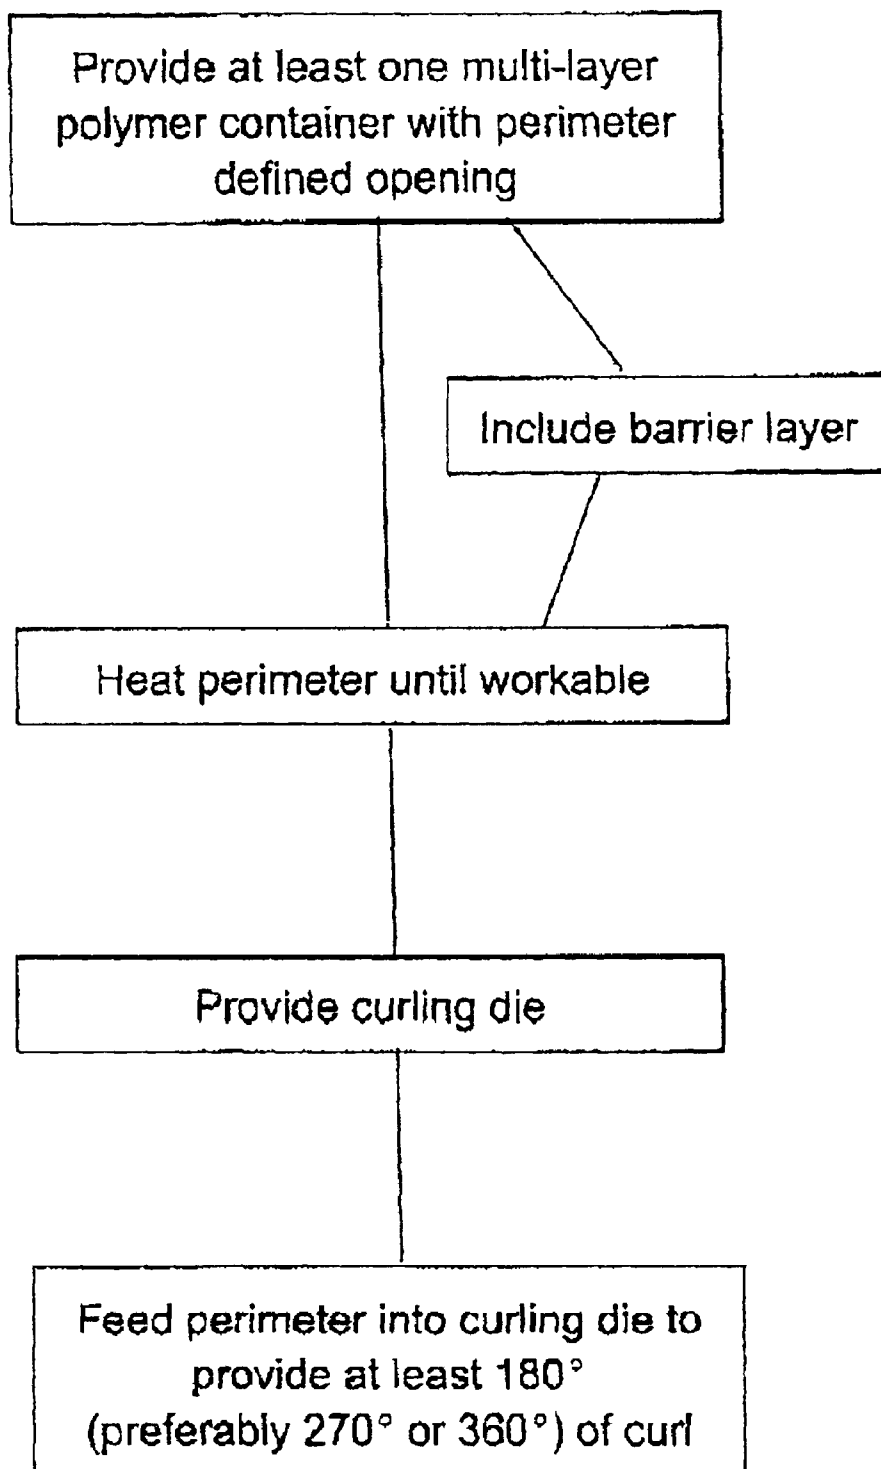 Provide at least one multi-layer
polymer container with perimeter
defined opening
Include barrier layer
Heat perimeter until workable
Provide curling die
Feed perimeter into curling die to
provide at least 180°
(preferably 270° or 360°) of curl